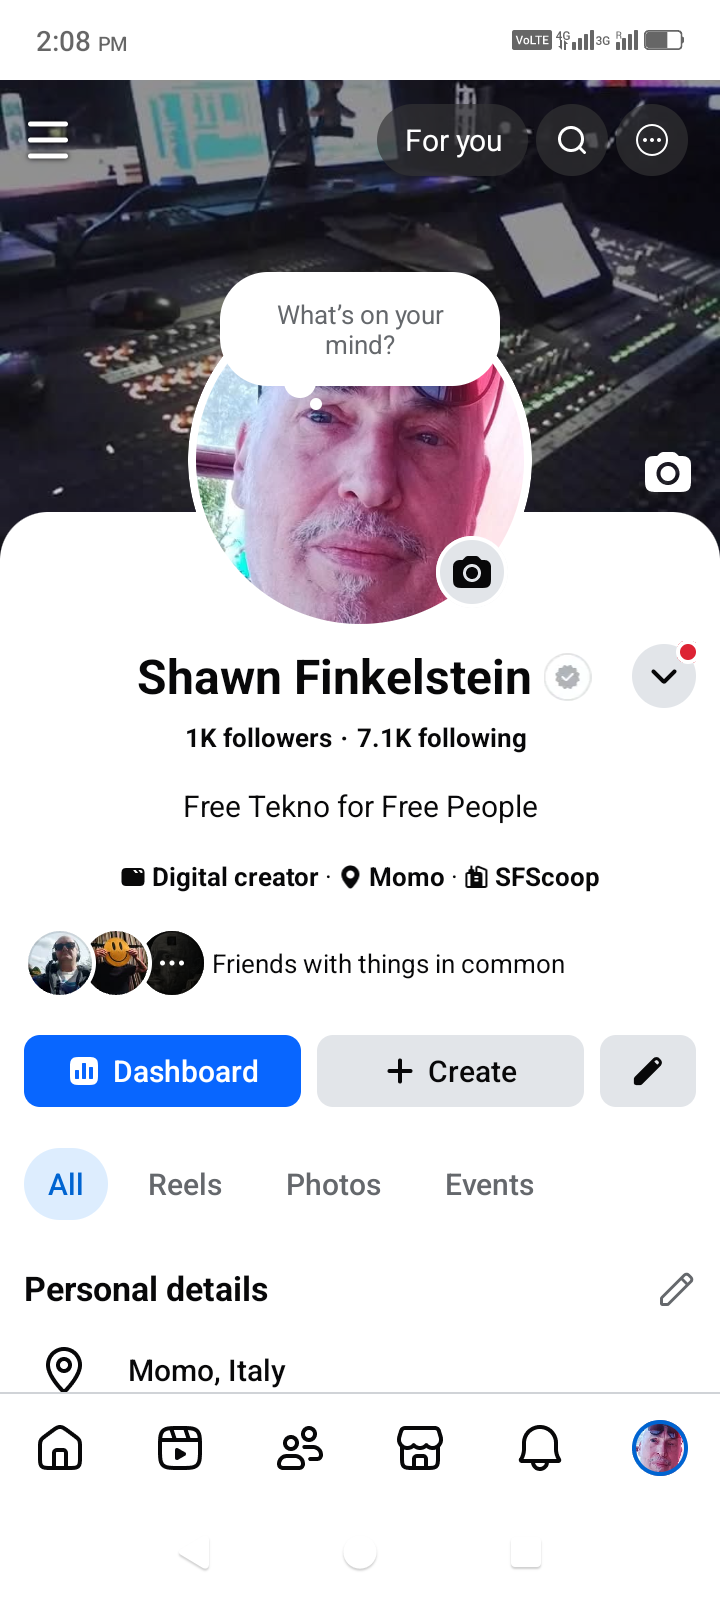 2:08 PM
VoLTE 4G 3G R
For you
What's on your
mind?
Shawn Finkelstein
1K followers · 7.1K following
Free Tekno for Free People
Digital creator · Momo · SFScoop
Friends with things in common
Dashboard
Create
All
Reels
Photos
Events
Personal details
Momo, Italy